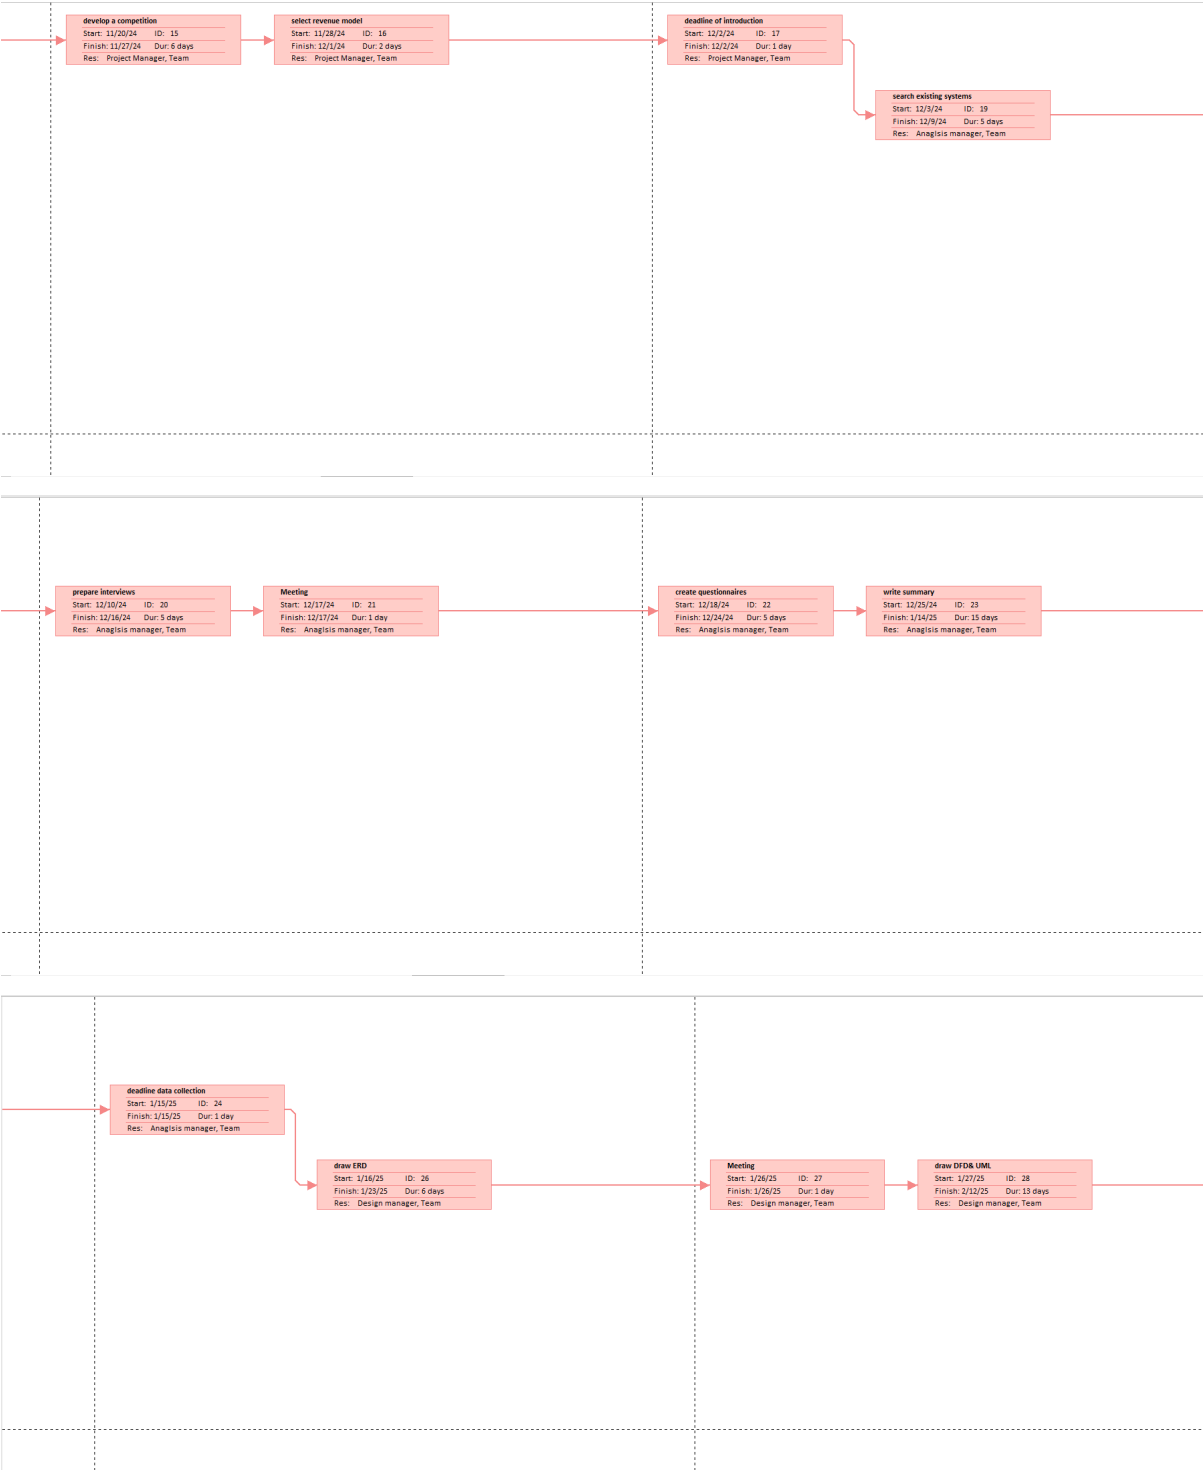 develop a competition
Start: 11/20/24 ID: 15
Finish: 11/27/24 Dur: 6 days
Res: Project Manager, Team
select revenue model
Start: 11/28/24 ID: 16
Finish: 12/1/24 Dur: 2 days
Res: Project Manager, Team
deadline of introduction
Start: 12/2/24 ID: 17
Finish: 12/2/24 Dur: 1 day
Res: Project Manager, Team
search existing systems
Start: 12/3/24 ID: 19
Finish: 12/9/24 Dur: 5 days
Res: Anaglsis manager, Team
prepare interviews
Start: 12/10/24 ID: 20
Finish: 12/16/24 Dur: 5 days
Res: Anaglsis manager, Team
Meeting
Start: 12/17/24 ID: 21
Finish: 12/17/24 Dur: 1 day
Res: Anaglsis manager, Team
create questionnaires
Start: 12/18/24 ID: 22
Finish: 12/24/24 Dur: 5 days
Res: Anaglsis manager, Team
write summary
Start: 12/25/24 ID: 23
Finish: 1/14/25 Dur: 15 days
Res: Anaglsis manager, Team
deadline data collection
Start: 1/15/25 ID: 24
Finish: 1/15/25 Dur: 1 day
Res: Anaglsis manager, Team
draw ERD
Start: 1/16/25 ID: 26
Finish: 1/23/25 Dur: 6 days
Res: Design manager, Team
Meeting
Start: 1/26/25 ID: 27
Finish: 1/26/25 Dur: 1 day
Res: Design manager, Team
draw DFD& UML
Start: 1/27/25 ID: 28
Finish: 2/12/25 Dur: 13 days
Res: Design manager, Team